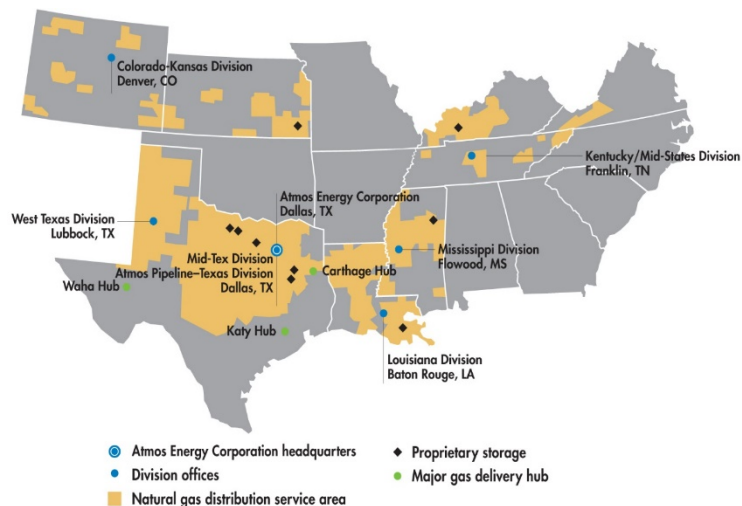 Colorado-Kansas Division
Denver, CO
Kentucky/Mid-States Division
Franklin, TN
Atmos Energy Corporation
Dallas, TX
West Texas Division
Lubbock, TX
Mid-Tex Division
Atmos Pipeline–Texas Division
Dallas, TX
Mississippi Division
Flowood, MS
Carthage Hub
Waha Hub
Katy Hub
Louisiana Division
Baton Rouge, LA
Atmos Energy Corporation headquarters
Division offices
Natural gas distribution service area
Proprietary storage
Major gas delivery hub